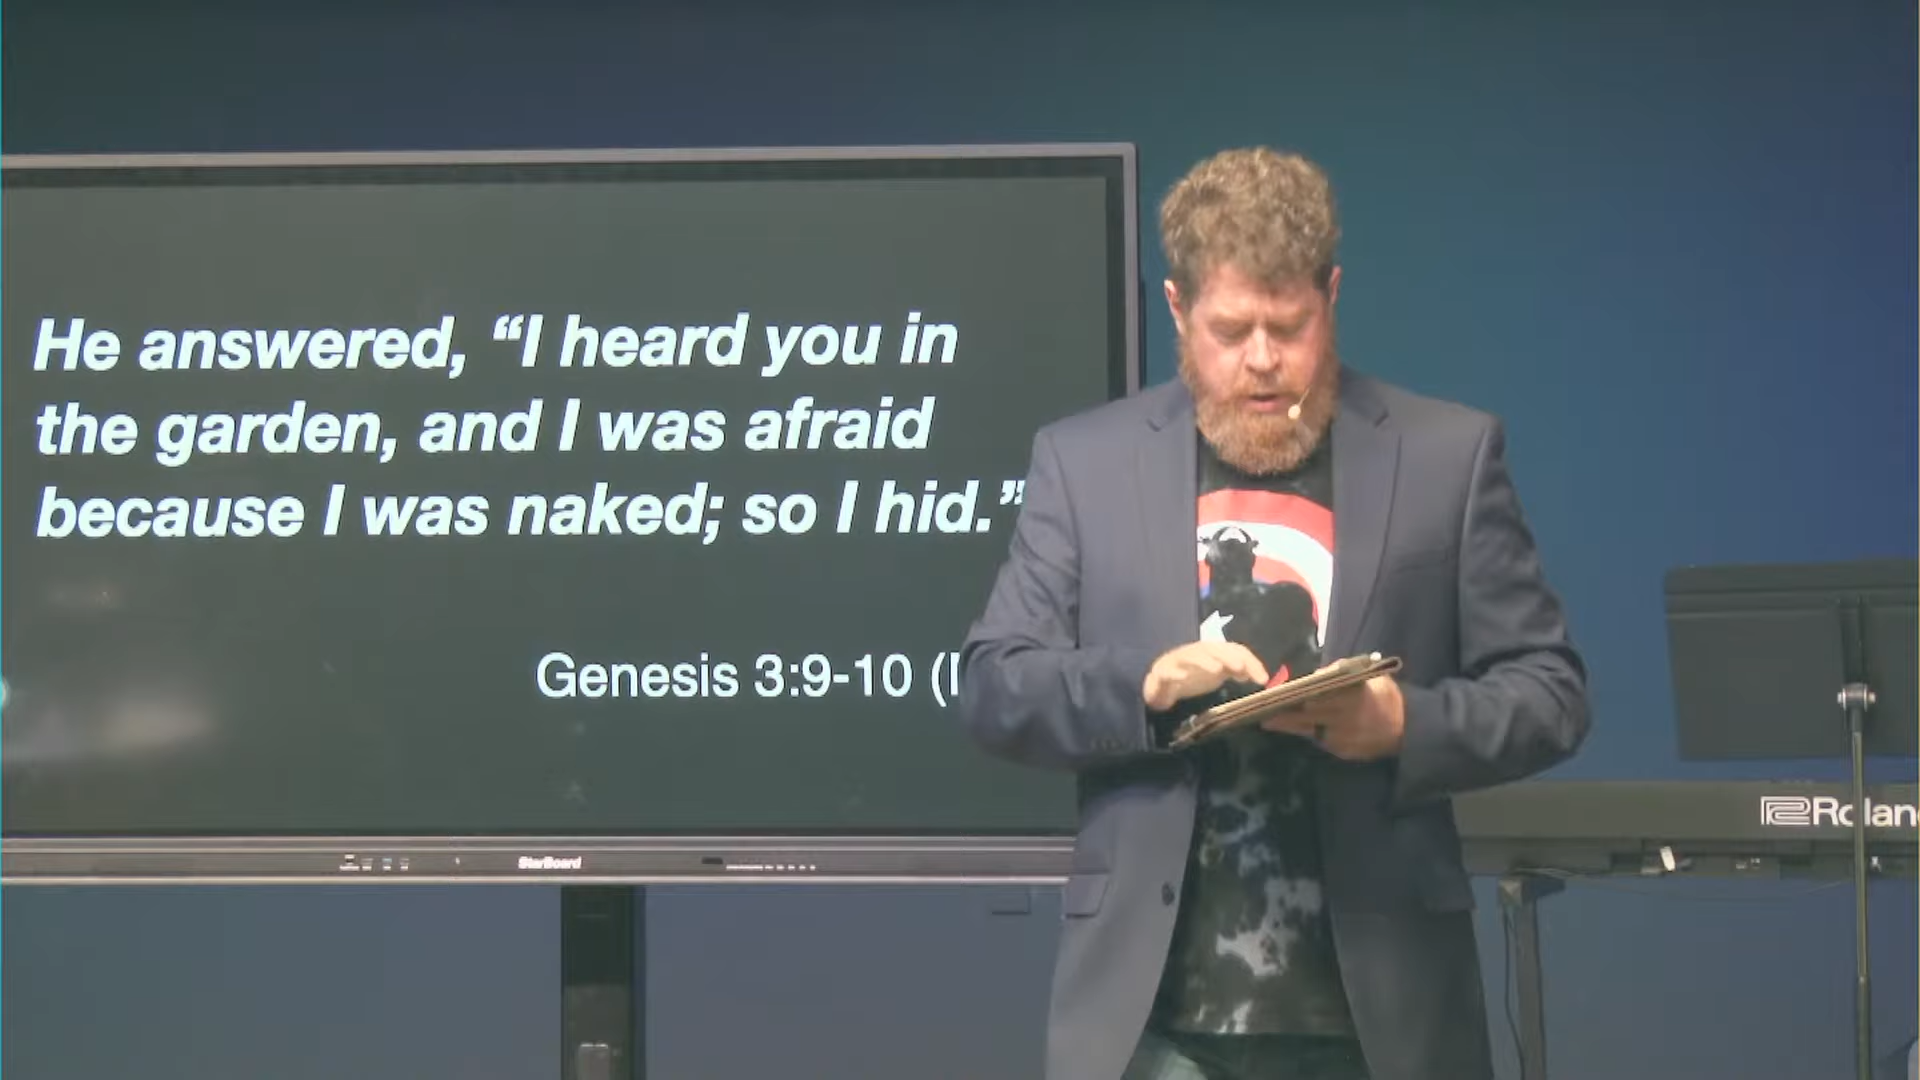 He answered, “I heard you in
the garden, and I was afraid
because I was naked; so I hid.”
Genesis 3:9-10 (
StarBoard
Rolan